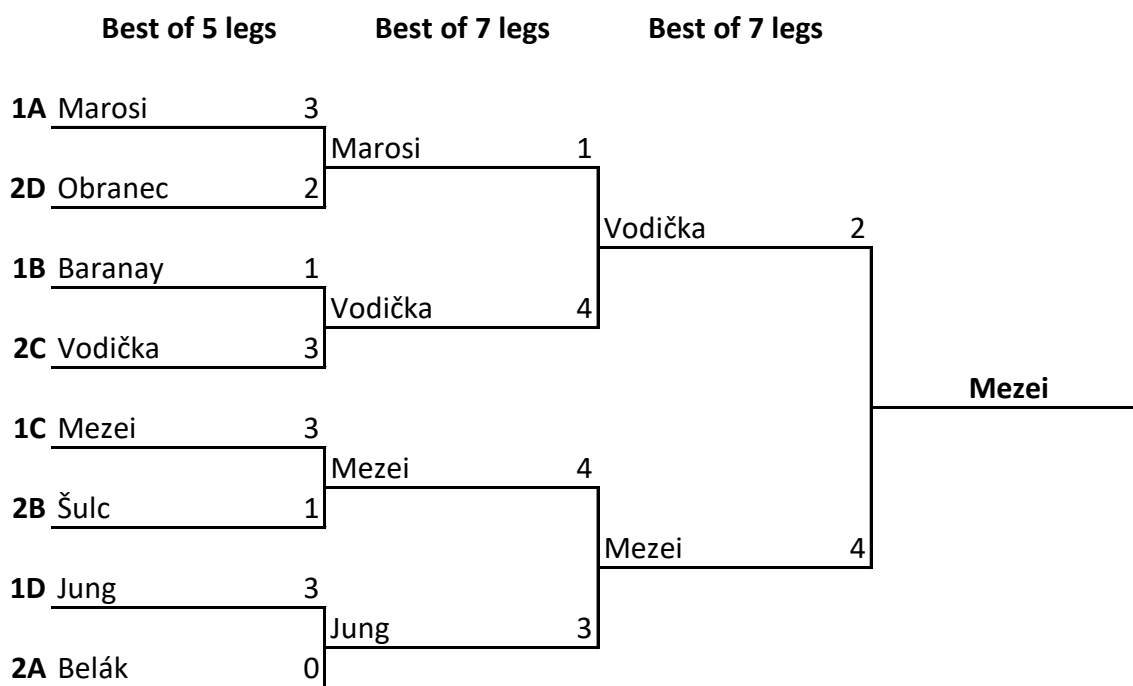 Best of 5 legs Best of 7 legs Best of 7 legs
1A Marosi 3
Marosi 1
2D Obranec 2
Vodička 2
1B Baranay 1
Vodička 4
2C Vodička 3
Mezei
1C Mezei 3
Mezei 4
2B Šulc 1
Mezei 4
1D Jung 3
Jung 3
2A Belák 0